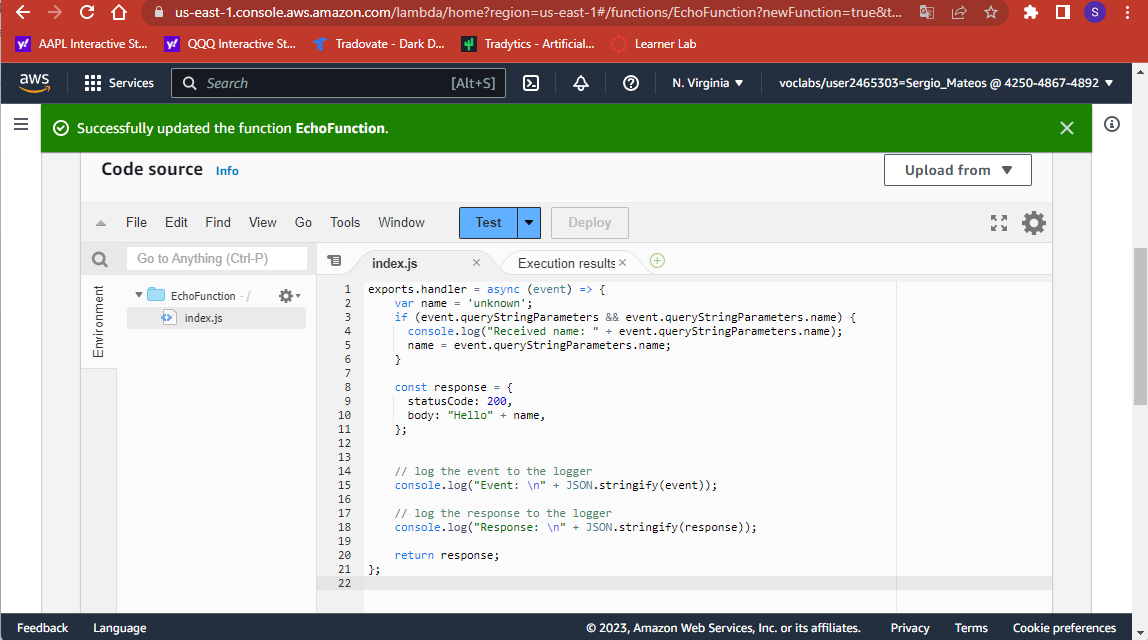 us-east-1.console.aws.amazon.com/lambda/home?region=us-east-1#/functions/EchoFunction?newFunction=true&t...
S
y! AAPL Interactive St... y! QQQ Interactive St... Tradovate - Dark D... Tradytics - Artificial... Learner Lab
aws Services Search [Alt+S] N. Virginia ▼ voclabs/user2465303=Sergio_Mateos @ 4250-4867-4892 ▼
Successfully updated the function EchoFunction.
Code source Info Upload from ▼
File Edit Find View Go Tools Window Test Deploy
Go to Anything (Ctrl-P) index.js × Execution results ×
Environment
EchoFunction - /
index.js
1 exports.handler = async (event) => {
2 var name = 'unknown';
3 if (event.queryStringParameters && event.queryStringParameters.name) {
4 console.log("Received name: " + event.queryStringParameters.name);
5 name = event.queryStringParameters.name;
6 }
7
8 const response = {
9 statusCode: 200,
10 body: "Hello" + name,
11 };
12
13
14 // log the event to the logger
15 console.log("Event: \n" + JSON.stringify(event));
16
17 // log the response to the logger
18 console.log("Response: \n" + JSON.stringify(response));
19
20 return response;
21 };
22
Feedback Language © 2023, Amazon Web Services, Inc. or its affiliates. Privacy Terms Cookie preferences